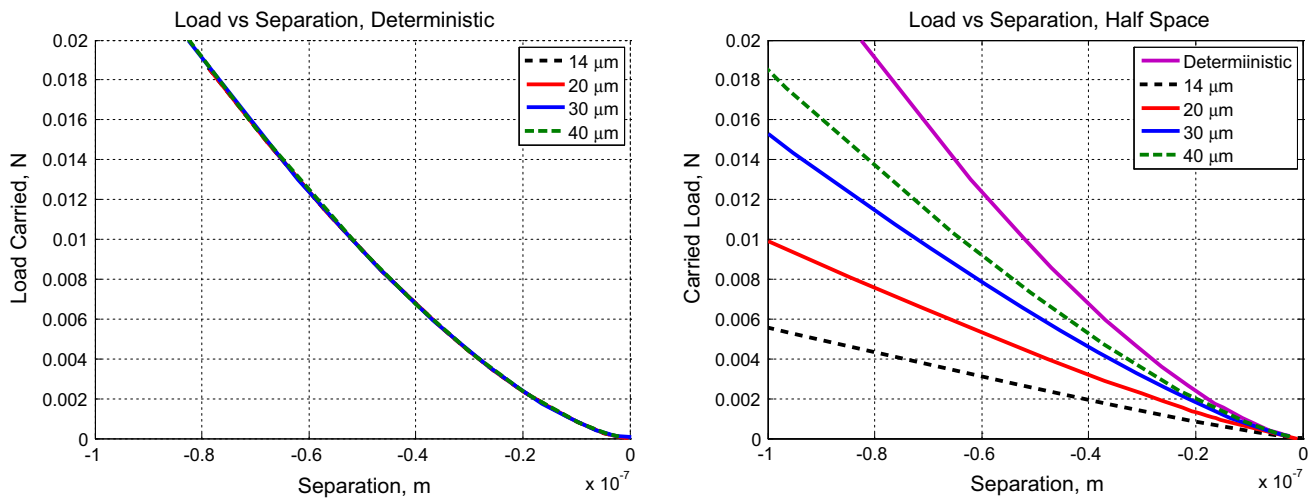 Load vs Separation, Deterministic
0.02
0.018
0.016
0.014
0.012
0.01
0.008
0.006
0.004
0.002
0
Load Carried, N
14 μm
20 μm
30 μm
40 μm
-1
-0.8
-0.6
-0.4
-0.2
0
x 10^-7
Separation, m
Load vs Separation, Half Space
0.02
0.018
0.016
0.014
0.012
0.01
0.008
0.006
0.004
0.002
0
Carried Load, N
Determiinistic
14 μm
20 μm
30 μm
40 μm
-1
-0.8
-0.6
-0.4
-0.2
0
x 10^-7
Separation, m